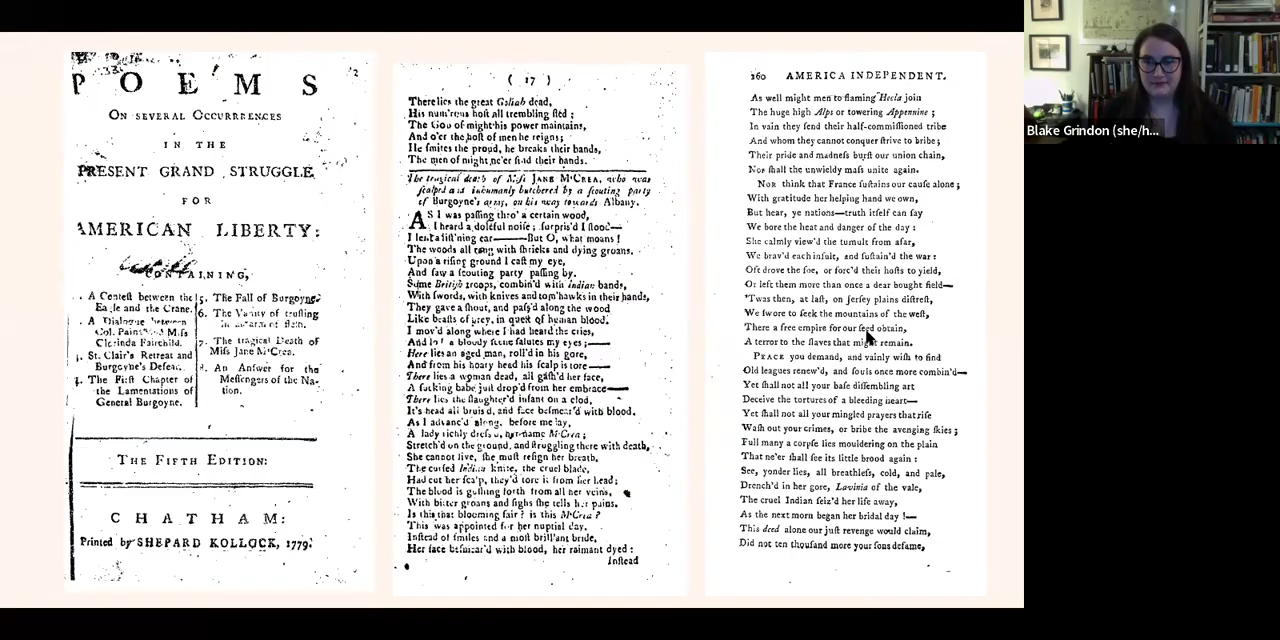 POEMS
ON SEVERAL OCCURRENCES
IN THE
PRESENT GRAND STRUGGLE
FOR
AMERICAN LIBERTY:
CONTAINING,
A Contest between the
Eagle and the Crane.
A Dialogue between
Col. Paint and Miſs
Clorinda Fairchild.
St. Clair's Retreat and
Burgoyne's Defeat.
4. The Firſt Chapter of
the Lamentations of
General Burgoyne.
5. The Fall of Burgoyne.
6. The Vanity of truſting
in
7. The tragical Death of
Miſs Jane M'Crea.
8. An Anſwer for the
Meſſengers of the Na-
tion.
THE FIFTH EDITION:
CHATHAM:
Printed by SHEPARD KOLLOCK, 1779.
( 17 )
There lies the great Goliah dead,
His num'rous hoſt all trembling fled;
The God of might his power maintains,
And o'er the hoſt of men he reigns;
He ſmites the proud, he breaks their bands,
The men of might ne'er find their hands.
The tragical death of Miſs JANE M'CREA, who was
ſcalped and inhumanly butchered by a ſcouting party
of Burgoyne's army, on his way towards Albany.
AS I was paſſing thro' a certain wood,
I heard a doleful noiſe; ſurpris'd I ſtood—
I lent a liſt'ning ear——But O, what moans!
The woods all rang with ſhrieks and dying groans.
Upon a riſing ground I caſt my eye,
And ſaw a ſcouting party paſſing by.
Some Britiſh troops, combin'd with Indian bands,
With ſwords, with knives and tom'hawks in their hands,
They gave a ſhout, and paſs'd along the wood
Like beaſts of prey, in queſt of human blood.
I mov'd along where I had heard the cries,
And lo! a bloody ſcene ſalutes my eyes;——
Here lies an aged man, roll'd in his gore,
And from his hoary head his ſcalp is tore——
There lies a woman dead, all gaſh'd her face,
A ſucking babe juſt drop'd from her embrace——
There lies the ſlaughter'd infant on a clod,
It's head all bruis'd, and face beſmear'd with blood.
As I advanc'd along, before me lay,
A lady richly dreſs'd, her name M'Crea;
Stretch'd on the ground, and ſtruggling there with death,
She cannot live, ſhe muſt reſign her breath.
The curſed Indian knife, the cruel blade,
Had cut her ſcalp, they'd tore it from her head;
The blood is guſhing forth from all her veins,
With bitter groans and ſighs ſhe tells her pains.
Is this that blooming fair? is this M'Crea?
This was appointed for her nuptial day.
Inſtead of ſmiles and a moſt brill'ant bride,
Her face beſmear'd with blood, her raimant dyed:
Inſtead
260 AMERICA INDEPENDENT.
As well might men to flaming Hecla join
The huge high Alps or towering Appennine;
In vain they ſend their half-commiſſioned tribe
And whom they cannot conquer ſtrive to bribe;
Their pride and madneſs burſt our union chain,
Nor ſhall the unwieldy maſs unite again.
NOR think that France ſuſtains our cauſe alone;
With gratitude her helping hand we own,
But hear, ye nations—truth itſelf can ſay
We bore the heat and danger of the day:
She calmly view'd the tumult from afar,
We brav'd each inſult, and ſuſtain'd the war:
Oft drove the foe, or forc'd their hoſts to yield,
Or left them more than once a dear bought field—
'Twas then, at laſt, on Jerſey plains diſtreſt,
We ſwore to ſeek the mountains of the weſt,
There a free empire for our ſeed obtain,
A terror to the ſlaves that might remain.
PEACE you demand, and vainly wiſh to find
Old leagues renew'd, and ſouls once more combin'd—
Yet ſhall not all your baſe diſſembling art
Deceive the tortures of a bleeding heart—
Yet ſhall not all your mingled prayers that riſe
Waſh out your crimes, or bribe the avenging ſkies;
Full many a corpſe lies mouldering on the plain
That ne'er ſhall ſee its little brood again:
See, yonder lies, all breathleſs, cold, and pale,
Drench'd in her gore, Lavinia of the vale,
The cruel Indian ſeiz'd her life away,
As the next morn began her bridal day!—
This deed alone our juſt revenge would claim,
Did not ten thouſand more your ſons defame,
Blake Grindon (she/h...